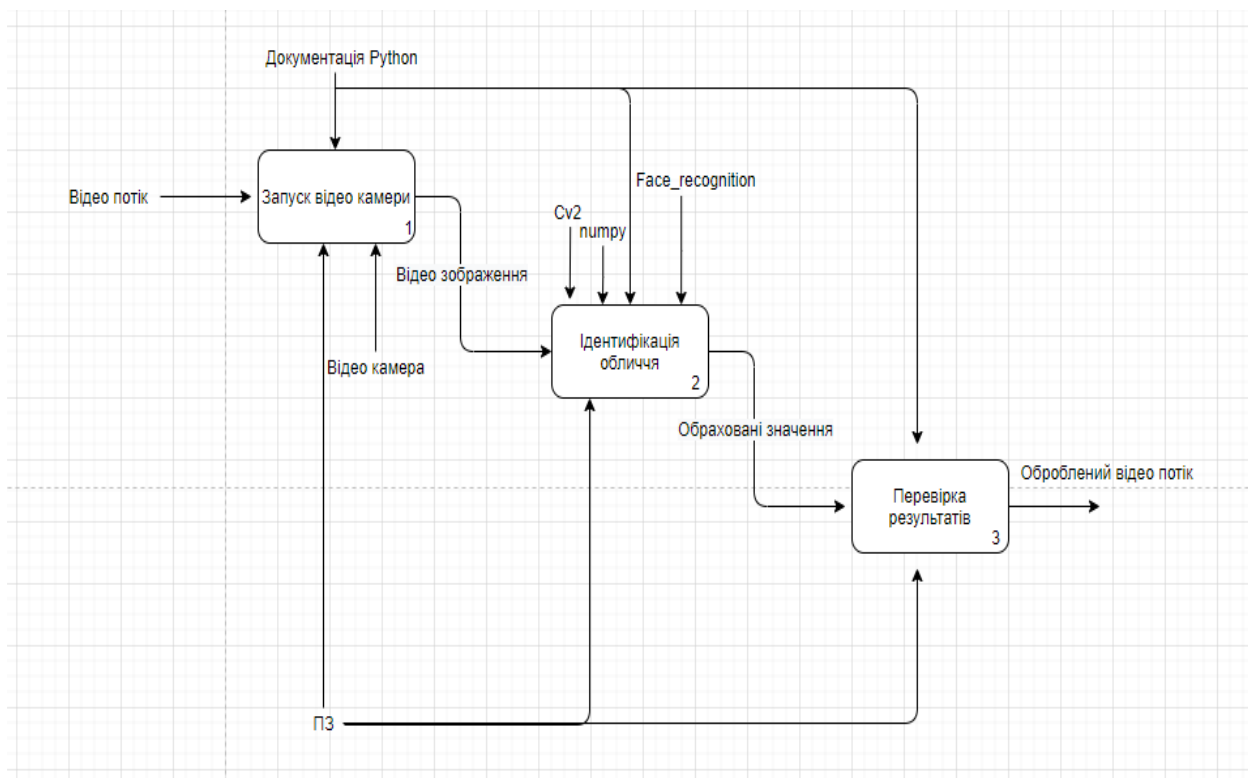 Документація Python
Відео потік
Запуск відео камери
1
Face_recognition
Cv2
numpy
Відео зображення
Відео камера
Ідентифікація
обличчя
2
Обраховані значення
Оброблений відео потік
Перевірка
результатів
3
ПЗ